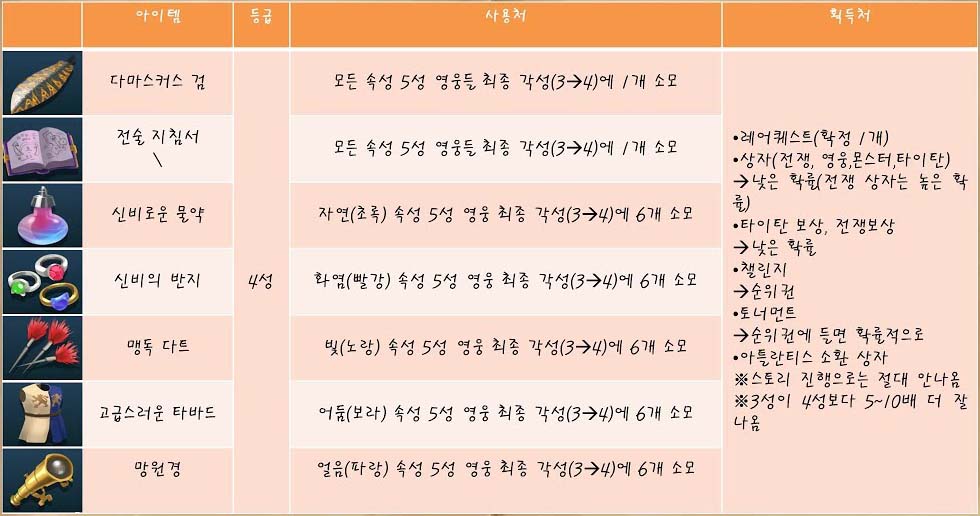 아이템 등급 사용처 획득처
다마스커스 검 모든 속성 5성 영웅들 최종 각성(3→4)에 1개 소모
전술 지침서 모든 속성 5성 영웅들 최종 각성(3→4)에 1개 소모
\
신비로운 물약 자연(초록) 속성 5성 영웅 최종 각성(3→4)에 6개 소모
신비의 반지 4성 화염(빨강) 속성 5성 영웅 최종 각성(3→4)에 6개 소모
맹독 다트 빛(노랑) 속성 5성 영웅 최종 각성(3→4)에 6개 소모
고급스러운 타바드 어둠(보라) 속성 5성 영웅 최종 각성(3→4)에 6개 소모
망원경 얼음(파랑) 속성 5성 영웅 최종 각성(3→4)에 6개 소모
•레어퀘스트(확정 1개)
•상자(전쟁, 영웅,몬스터,타이탄)
→낮은 확률(전쟁 상자는 높은 확
률)
•타이탄 보상, 전쟁보상
→낮은 확률
•챌린지
→순위권
•토너먼트
→순위권에 들면 확률적으로
•아틀란티스 소환 상자
※스토리 진행으로는 절대 안나옴
※3성이 4성보다 5~10배 더 잘
나옴